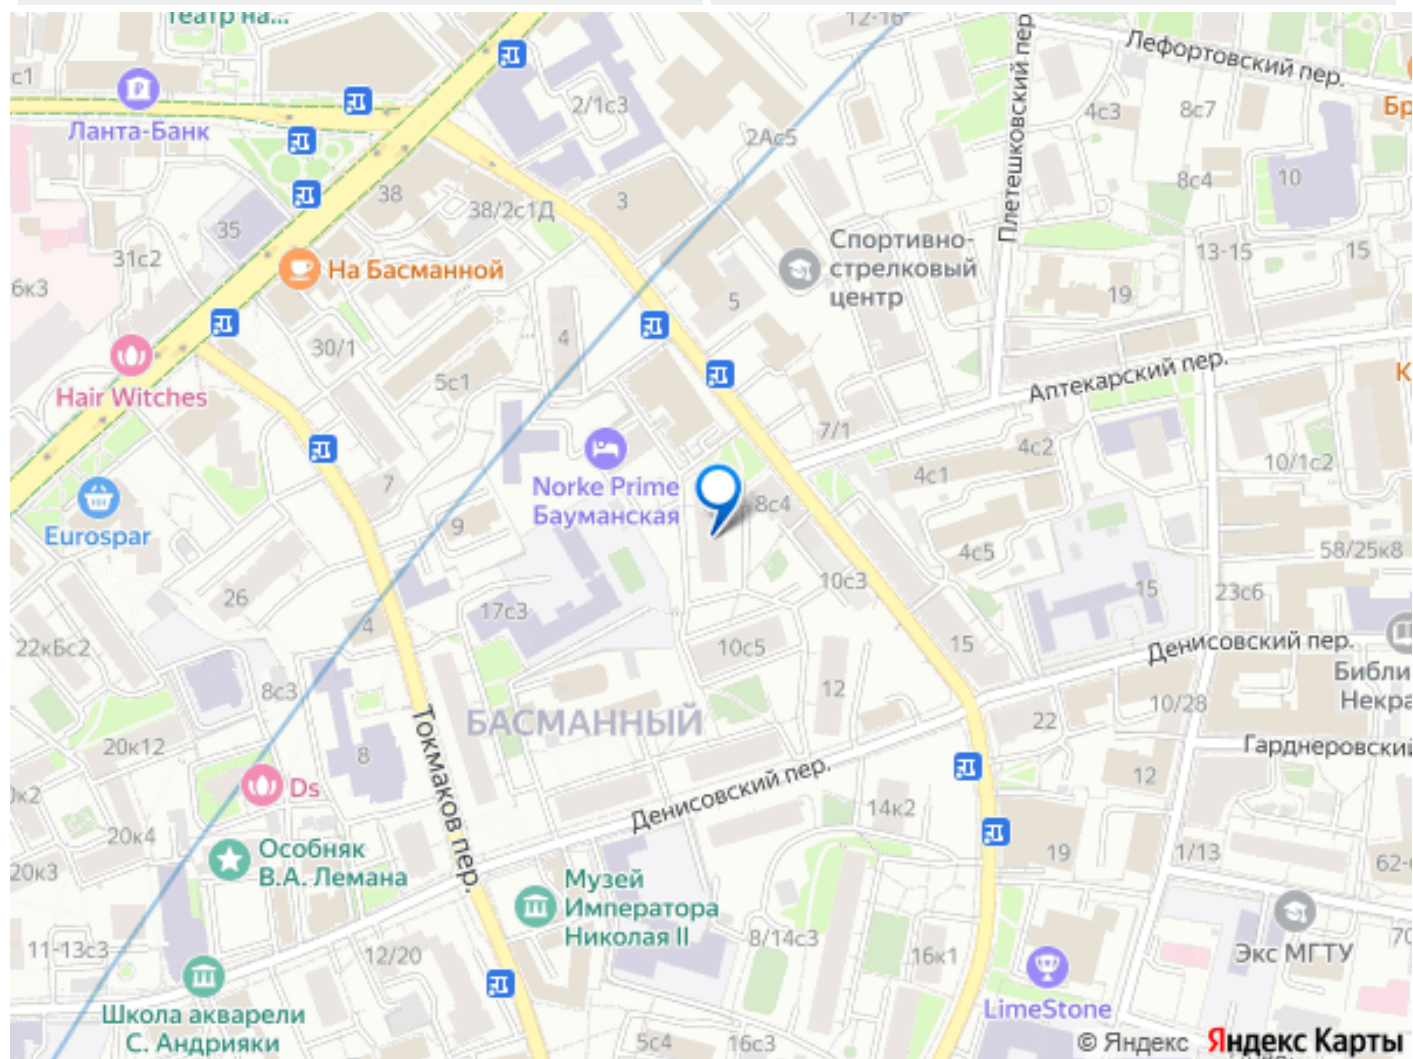 театр на...
12-16
Лефортовский пер.
с1
Ланта-Банк
2/1с3
2Ас5
Плетешковский пер.
4с3
8с7
Бр
8с4
10
38
38/2с1Д
3
35
31с2
На Басманной
Спортивно-
стрелковый
центр
13-15
15
6к3
19
5
4
30/1
5с1
Hair Witches
Аптекарский пер.
К
7/1
4с2
4с1
10/1с2
7
Norke Prime
Бауманская
8с4
Eurospar
9
4с5
58/25к8
10с3
15
23с6
26
17с3
4
22кБс2
10с5
15
Денисовский пер.
Библи
Некра
8с3
12
БАСМАННЫЙ
22
10/28
20к12
8
Токмаков пер.
Гарднеровский
12
Ds
Денисовский пер.
14к2
20к4
Особняк
В.А. Лемана
19
1/13
62-
20к3
Музей
Императора
Николая II
8/14с3
11-13с3
12/20
16к1
Экс МГТУ
70
LimeStone
Школа акварели
С. Андрияки
5с4
16с3
© Яндекс Яндекс Карты